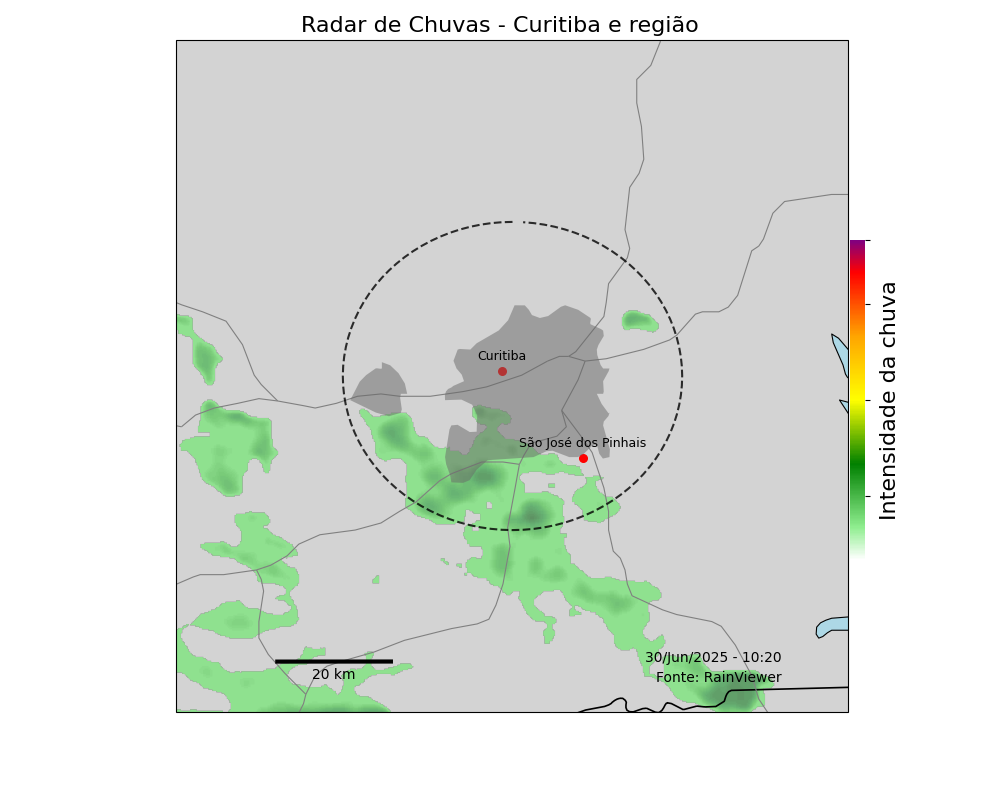 Radar de Chuvas - Curitiba e região
Curitiba
São José dos Pinhais
Intensidade da chuva
30/Jun/2025 - 10:20
20 km
Fonte: RainViewer